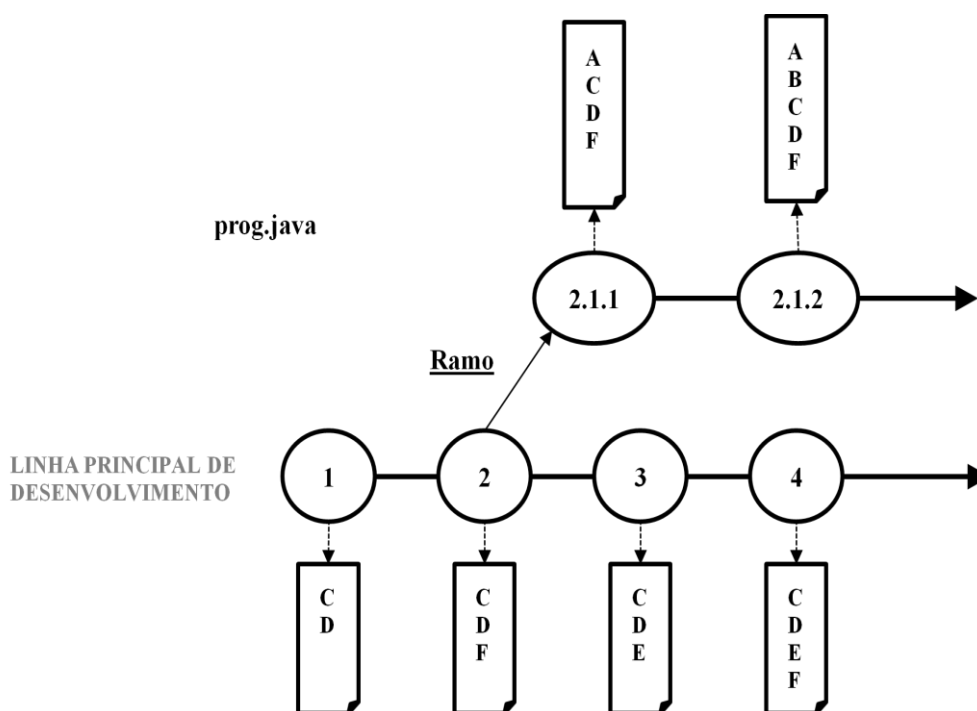 A
C
D
F
A
B
C
D
F
prog.java
2.1.1
2.1.2
Ramo
LINHA PRINCIPAL DE
DESENVOLVIMENTO
1
2
3
4
C
D
C
D
F
C
D
E
C
D
E
F